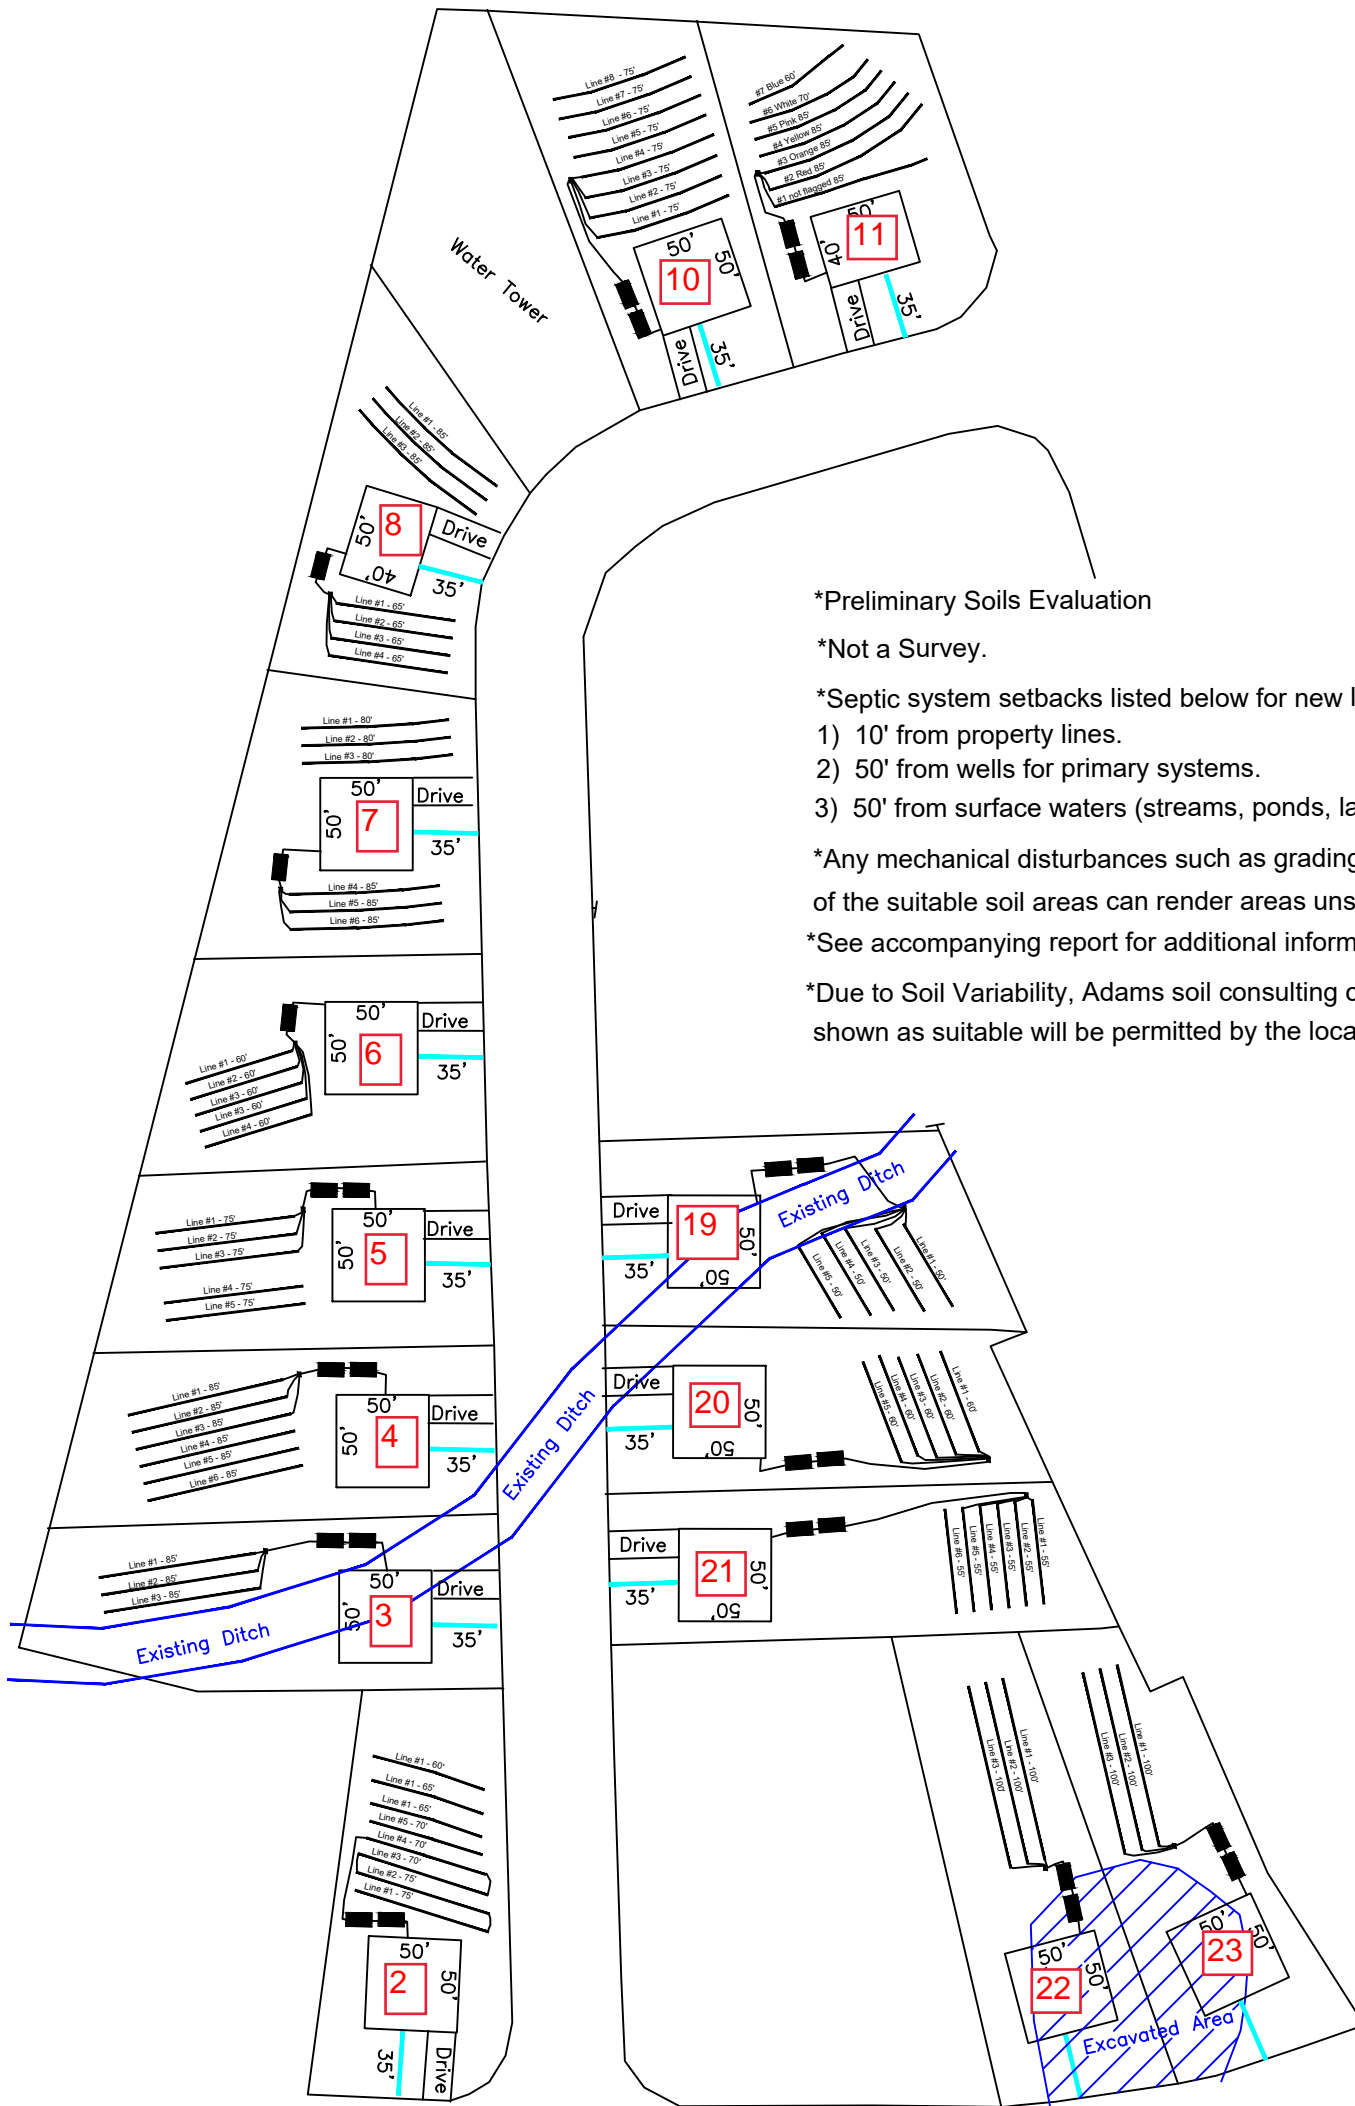 Line #8 - 75'
Line #7 - 75'
Line #6 - 75'
Line #5 - 75'
Line #4 - 75'
Line #3 - 75'
Line #2 - 75'
Line #1 - 75'
50'
50'
10
Drive
35'
#7 Blue 60'
#6 White 70'
#5 Pink 85'
#4 Yellow 85'
#3 Orange 85'
#2 Red 85'
#1 not flagged 85'
50'
40'
11
Drive
35'
Water Tower
Line #1 - 85'
Line #2 - 85'
Line #3 - 85'
50'
8
40'
Drive
35'
Line #1 - 65'
Line #2 - 65'
Line #3 - 65'
Line #4 - 65'
*Preliminary Soils Evaluation
*Not a Survey.
*Septic system setbacks listed below for new l
1) 10' from property lines.
2) 50' from wells for primary systems.
3) 50' from surface waters (streams, ponds, la
*Any mechanical disturbances such as grading
of the suitable soil areas can render areas uns
*See accompanying report for additional inform
*Due to Soil Variability, Adams soil consulting c
shown as suitable will be permitted by the loca
Line #1 - 80'
Line #2 - 80'
Line #3 - 80'
50'
50'
7
Drive
35'
Line #4 - 85'
Line #5 - 85'
Line #6 - 85'
50'
50'
6
Drive
35'
Line #1 - 60'
Line #2 - 60'
Line #3 - 60'
Line #3 - 60'
Line #4 - 60'
Line #1 - 75'
Line #2 - 75'
Line #3 - 75'
Line #4 - 75'
Line #5 - 75'
50'
50'
5
Drive
35'
Drive
19
50'
50'
35'
Existing Ditch
Line #1 - 50'
Line #2 - 50'
Line #3 - 50'
Line #4 - 50'
Line #5 - 50'
Line #1 - 85'
Line #2 - 85'
Line #3 - 85'
Line #4 - 85'
Line #5 - 85'
Line #6 - 85'
50'
50'
4
Drive
35'
Existing Ditch
Drive
20
50'
50'
35'
Line #1 - 60'
Line #2 - 60'
Line #3 - 60'
Line #4 - 60'
Line #5 - 60'
Line #1 - 85'
Line #2 - 85'
Line #3 - 85'
50'
50'
3
Drive
35'
Existing Ditch
Drive
21
50'
50'
35'
Line #1 - 55'
Line #2 - 55'
Line #3 - 55'
Line #4 - 55'
Line #5 - 55'
Line #6 - 55'
Line #1 - 60'
Line #1 - 65'
Line #1 - 65'
Line #5 - 70'
Line #4 - 70'
Line #3 - 70'
Line #2 - 75'
Line #1 - 75'
50'
50'
2
35'
Drive
Line #1 - 100'
Line #2 - 100'
Line #3 - 100'
50'
50'
22
Line #1 - 100'
Line #2 - 100'
Line #3 - 100'
50'
50'
23
Excavated Area